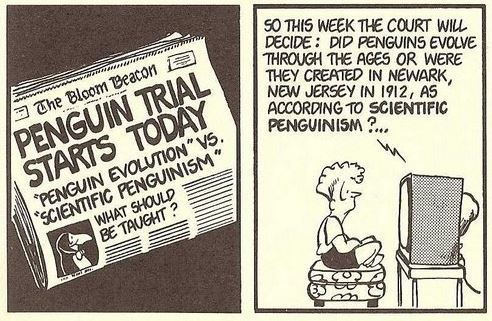 The Bloom Beacon
PENGUIN TRIAL
STARTS TODAY
"PENGUIN EVOLUTION" VS.
"SCIENTIFIC PENGUINISM"
WHAT SHOULD
BE TAUGHT?
SO THIS WEEK THE COURT WILL
DECIDE: DID PENGUINS EVOLVE
THROUGH THE AGES OR WERE
THEY CREATED IN NEWARK,
NEW JERSEY IN 1912, AS
ACCORDING TO SCIENTIFIC
PENGUINISM?...